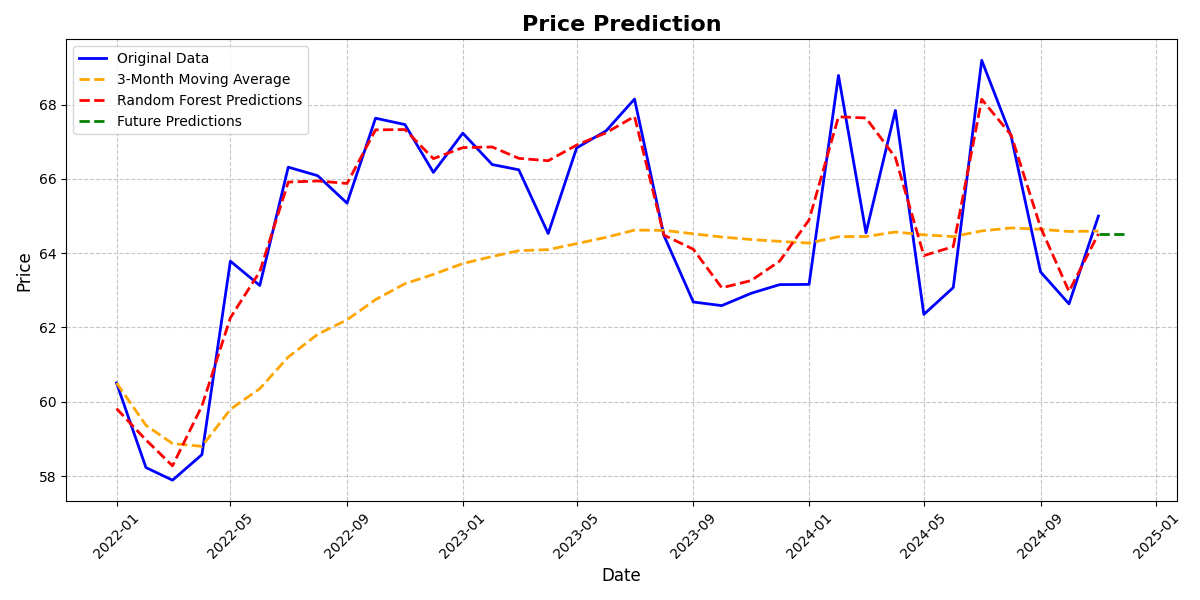 Price Prediction
Original Data
3-Month Moving Average
Random Forest Predictions
Future Predictions
Price
68
66
64
62
60
58
2022-01
2022-05
2022-09
2023-01
2023-05
2023-09
2024-01
2024-05
2024-09
2025-01
Date